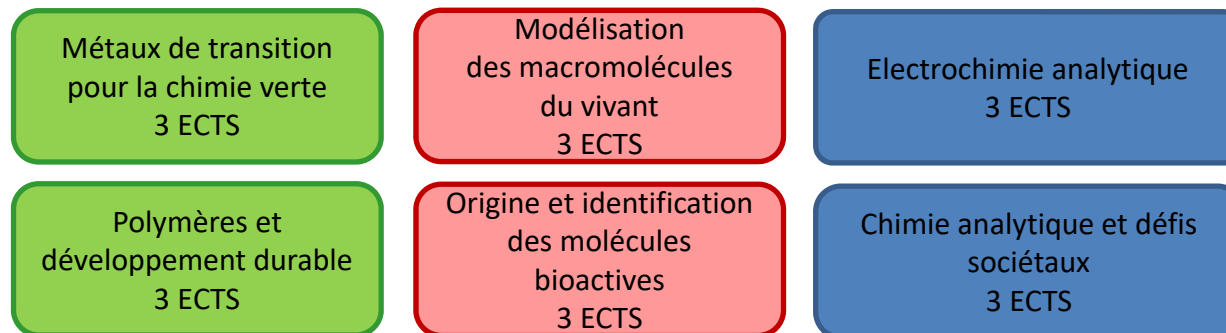 Métaux de transition
pour la chimie verte
3 ECTS
Modélisation
des macromolécules
du vivant
3 ECTS
Electrochimie analytique
3 ECTS
Polymères et
développement durable
3 ECTS
Origine et identification
des molécules
bioactives
3 ECTS
Chimie analytique et défis
sociétaux
3 ECTS